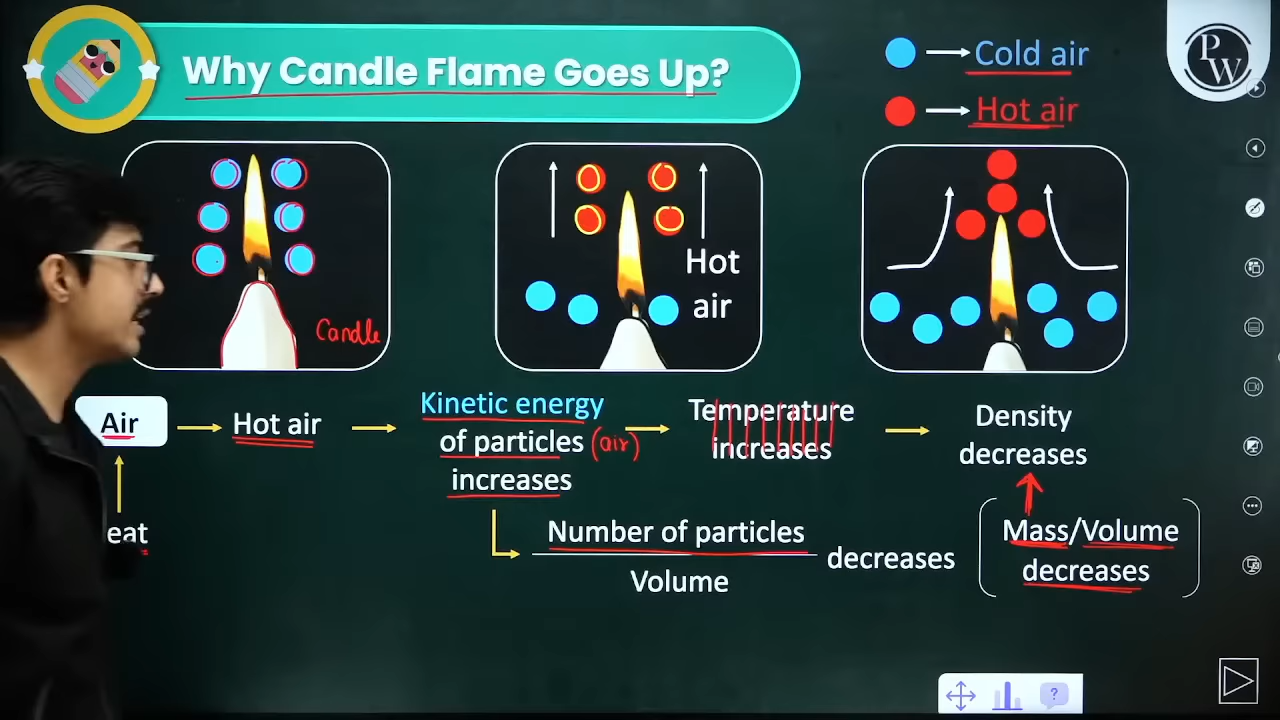 Why Candle Flame Goes Up?
Cold air
Hot air
P
W
Candle
Hot
air
Air
Hot air
Kinetic energy
of particles (air)
increases
Temperature
increases
Density
decreases
eat
Number of particles
Volume
decreases
Mass/Volume
decreases
?